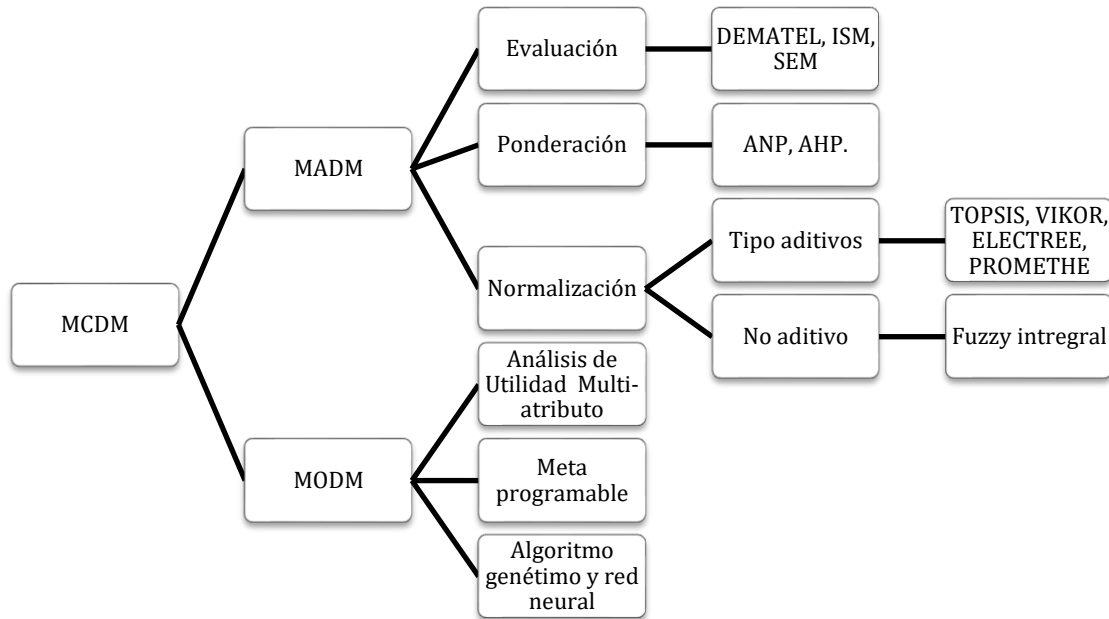 Evaluación
DEMATEL, ISM,
SEM
Ponderación
ANP, AHP.
MADM
Tipo aditivos
TOPSIS, VIKOR,
ELECTREE,
PROMETHE
Normalización
No aditivo
Fuzzy intregral
MCDM
Análisis de
Utilidad Multi-
atributo
MODM
Meta
programable
Algoritmo
genétimo y red
neural